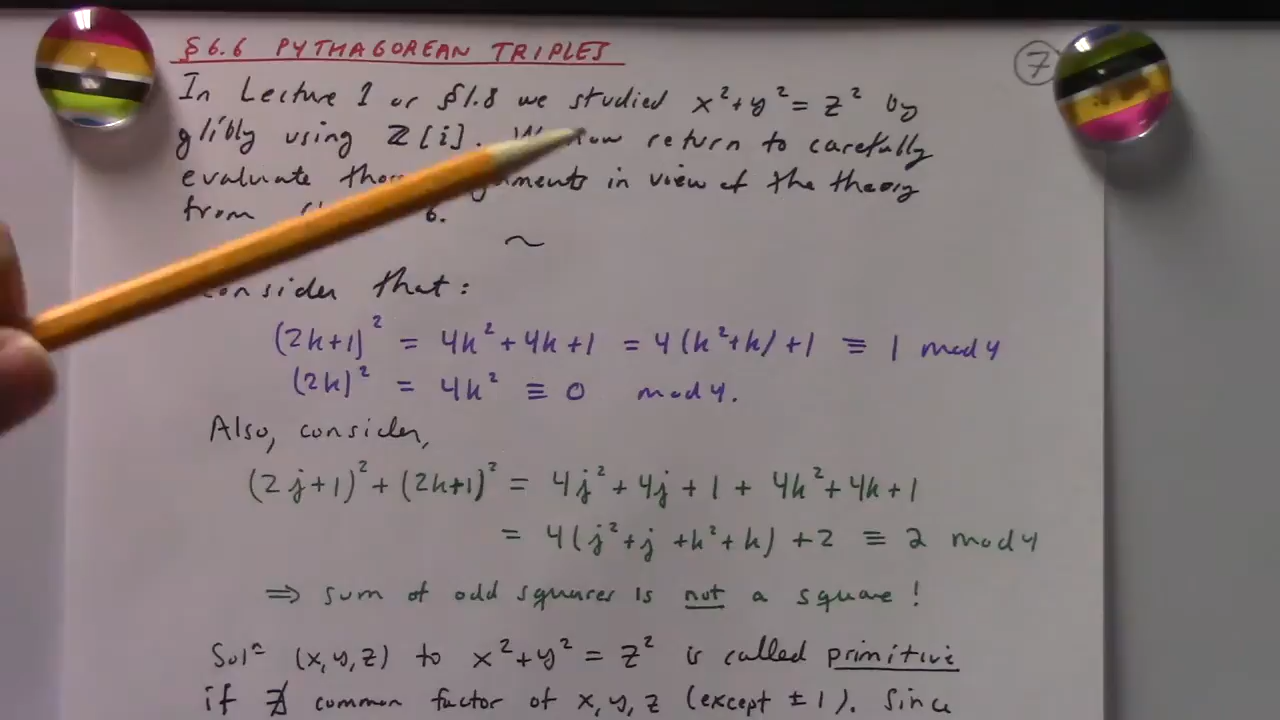 § 6.6 PYTHAGOREAN TRIPLES
7
In Lecture 1 or §1.8 we studied x² + y² = z² by
glibly using ℤ[i]. now return to carefully
evaluate in view of the theory
from 6.
~
Consider that:
(2k+1)² = 4k² + 4k + 1 = 4(k²+k) + 1 ≡ 1 mod 4
(2k)² = 4k² ≡ 0 mod 4.
Also, consider,
(2j+1)² + (2k+1)² = 4j² + 4j + 1 + 4k² + 4k + 1
= 4(j² + j + k² + k) + 2 ≡ 2 mod 4
⇒ sum of odd squares is not a square!
Solⁿ (x,y,z) to x² + y² = z² is called primitive
if ∄ common factor of x, y, z (except ±1). Since